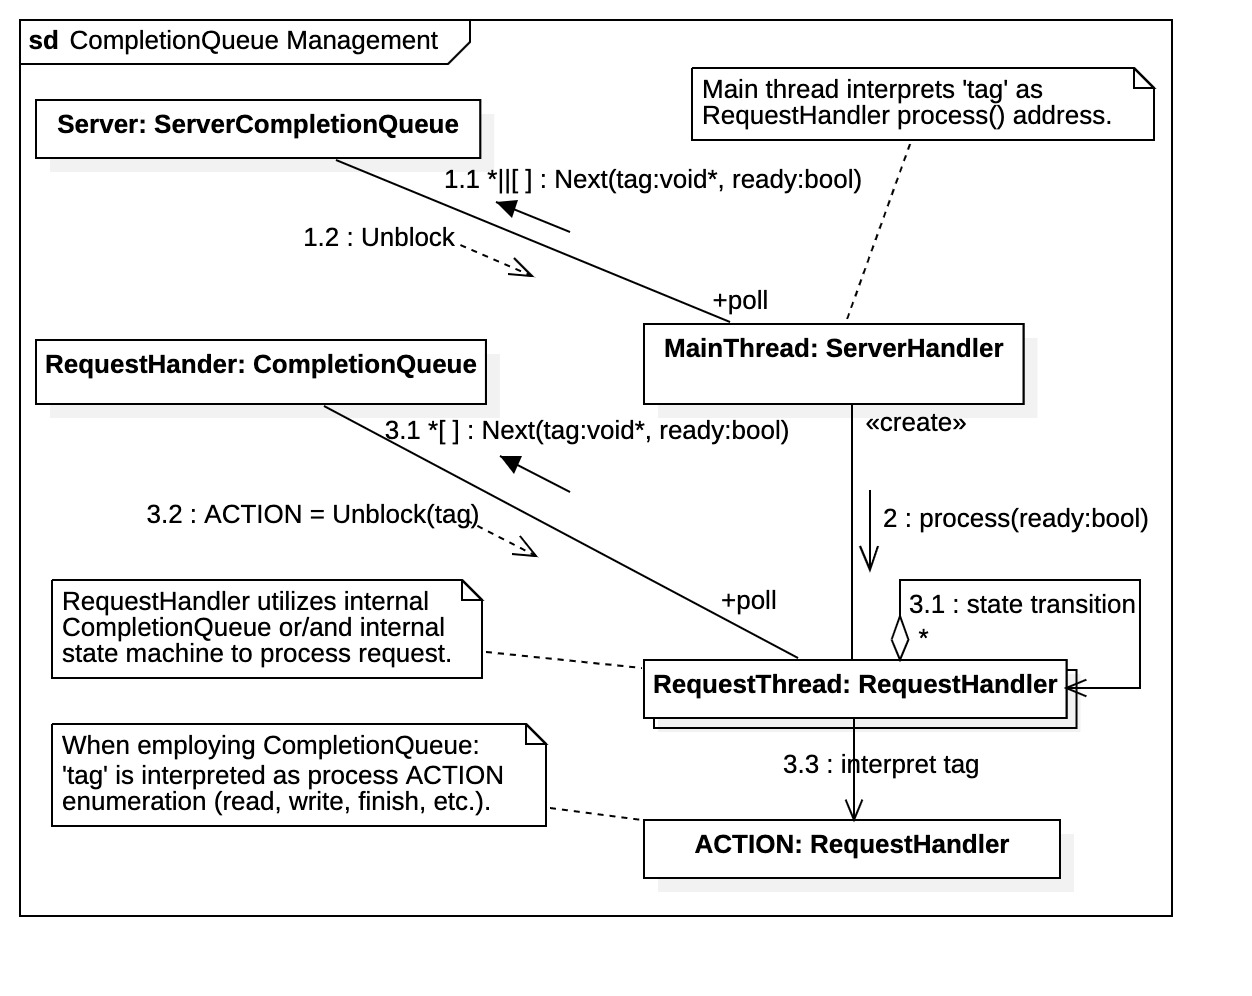 sd CompletionQueue Management
Main thread interprets 'tag' as
RequestHandler process() address.
Server: ServerCompletionQueue
1.1 *||[ ] : Next(tag:void*, ready:bool)
1.2 : Unblock
+poll
MainThread: ServerHandler
RequestHander: CompletionQueue
«create»
3.1 *[ ] : Next(tag:void*, ready:bool)
3.2 : ACTION = Unblock(tag)
2 : process(ready:bool)
+poll
3.1 : state transition
*
RequestHandler utilizes internal
CompletionQueue or/and internal
state machine to process request.
RequestThread: RequestHandler
When employing CompletionQueue:
'tag' is interpreted as process ACTION
enumeration (read, write, finish, etc.).
3.3 : interpret tag
ACTION: RequestHandler